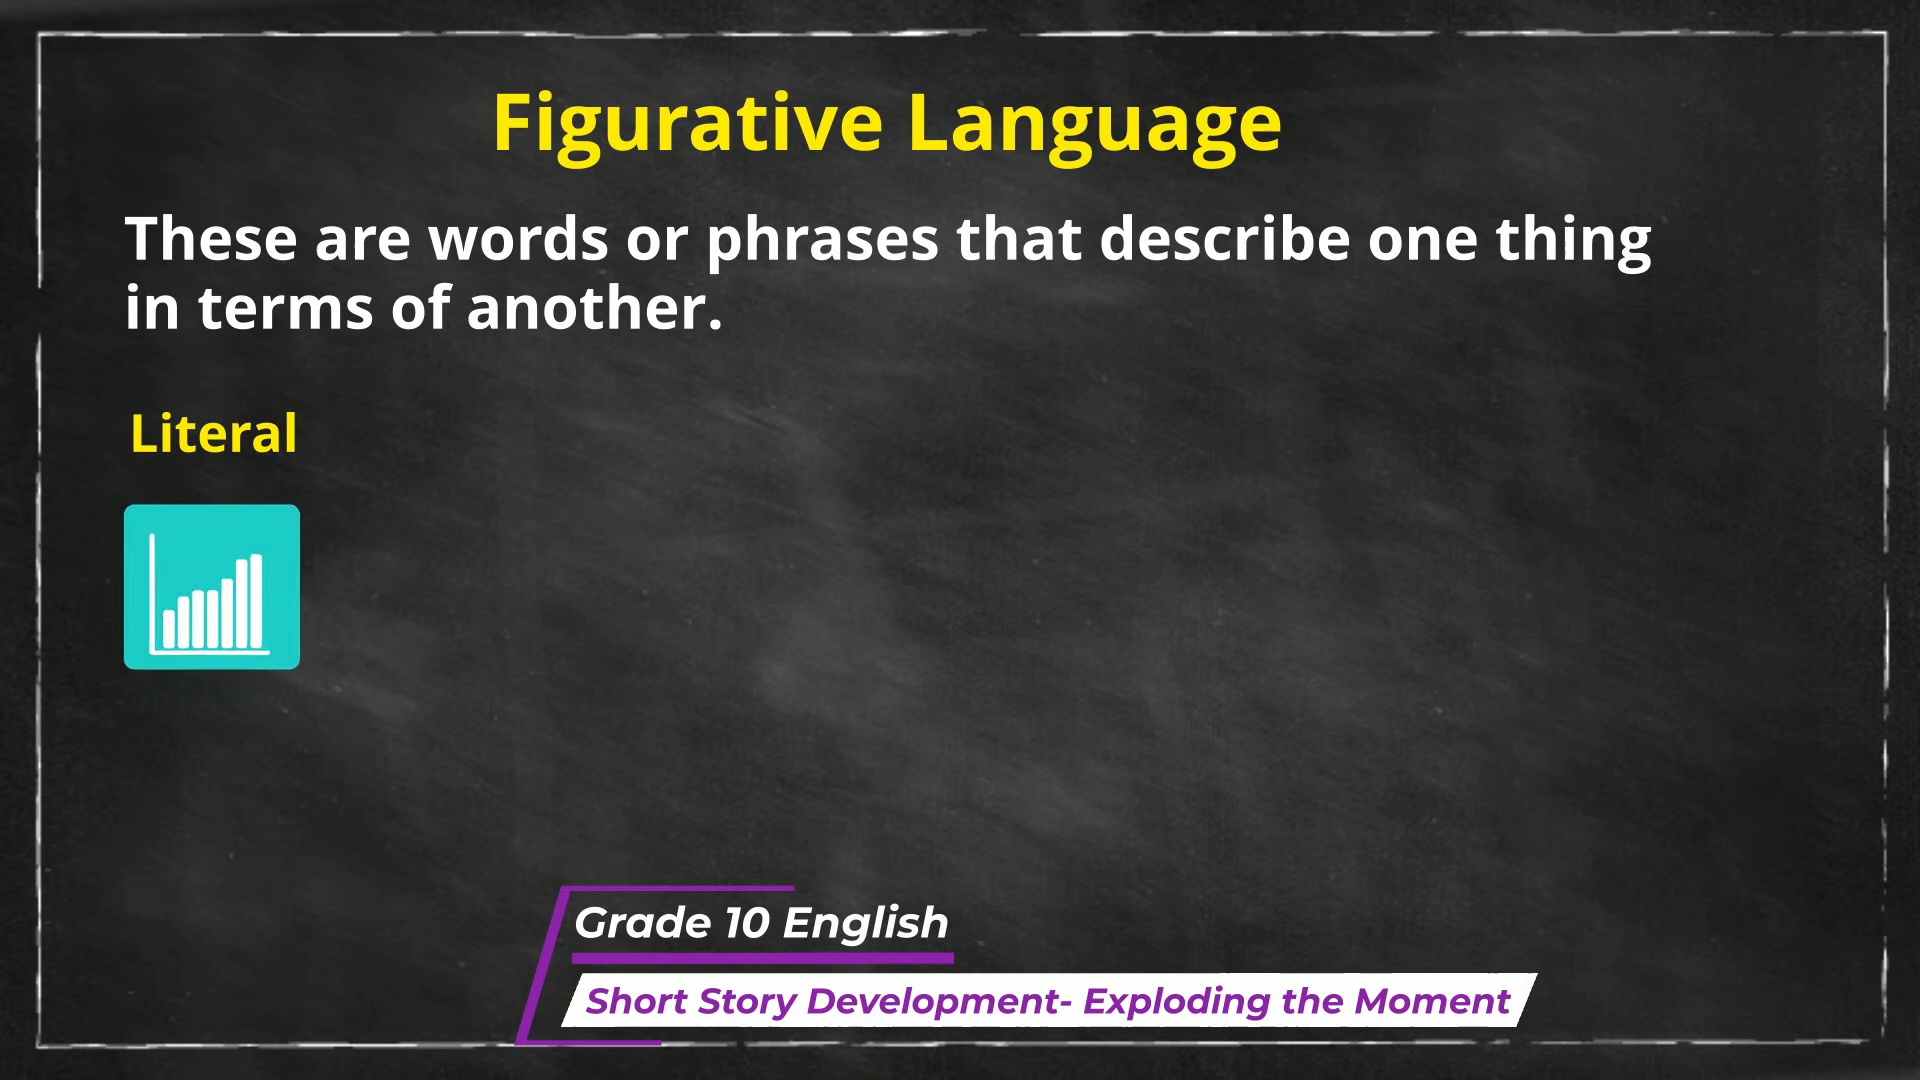 Figurative Language
These are words or phrases that describe one thing
in terms of another.
Literal
Grade 10 English
Short Story Development- Exploding the Moment